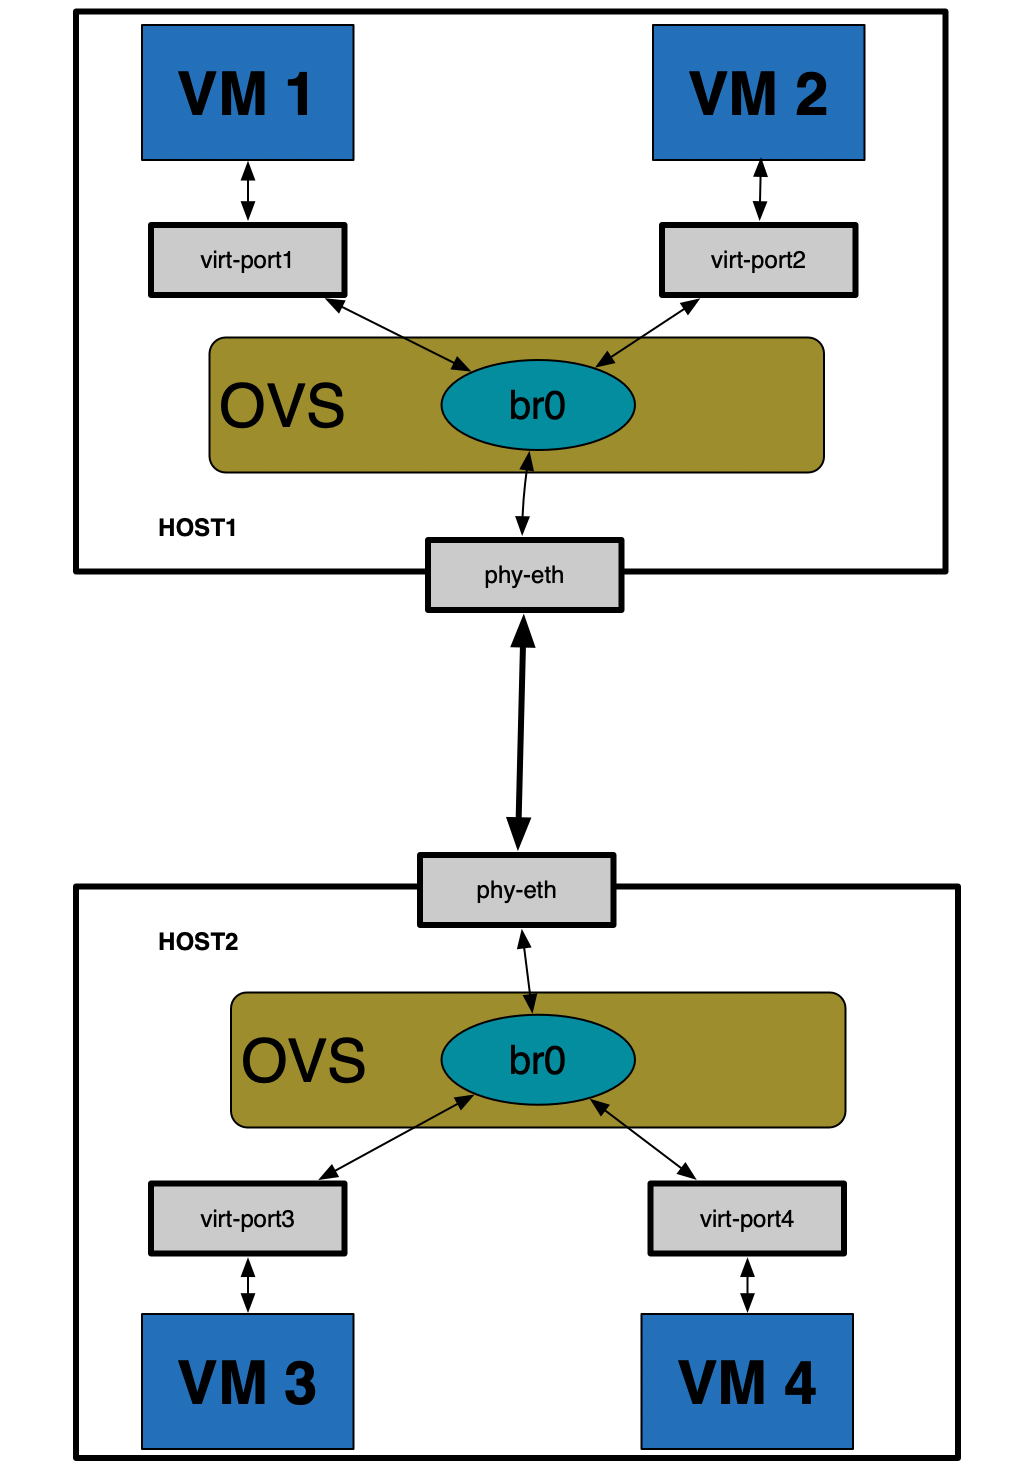 VM 1
VM 2
virt-port1
virt-port2
OVS
br0
HOST1
phy-eth
phy-eth
HOST2
OVS
br0
virt-port3
virt-port4
VM 3
VM 4